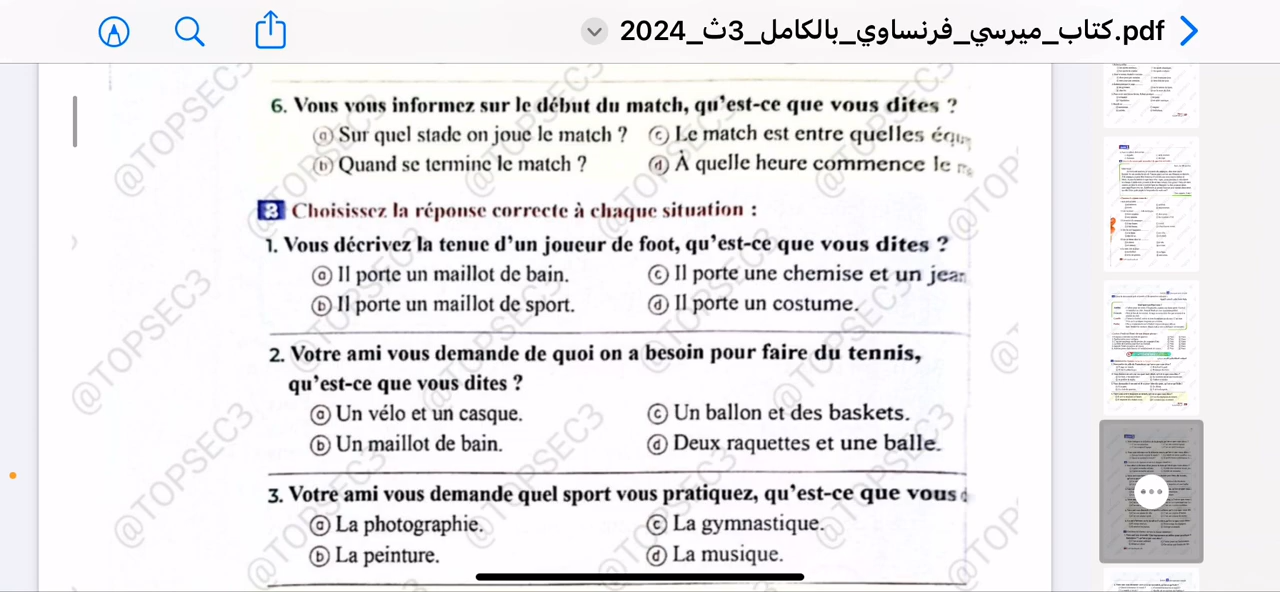 كتاب_ميرسي_فرنساوي_بالكامل_3ث_2024.pdf
6. Vous vous interrogez sur le début du match, qu'est-ce que vous dites ?
ⓐ Sur quel stade on joue le match ? ⓒ Le match est entre quelles
ⓑ Quand se termine le match ? ⓓ À quelle heure commence le
2 Choisissez la réponse correcte à chaque situation :
1. Vous décrivez la tenue d'un joueur de foot, qu'est-ce que vous dites ?
ⓐ Il porte un maillot de bain. ⓒ Il porte une chemise et un jean
ⓑ Il porte un maillot de sport. ⓓ Il porte un costume.
2. Votre ami vous demande de quoi on a besoin pour faire du tennis,
qu'est-ce que vous dites ?
ⓐ Un vélo et un casque. ⓒ Un ballon et des baskets.
ⓑ Un maillot de bain. ⓓ Deux raquettes et une balle.
3. Votre ami vous demande quel sport vous pratiquez, qu'est-ce que vous
ⓐ La photographie. ⓒ La gymnastique.
ⓑ La peinture. ⓓ La musique.
@TOPSEC3